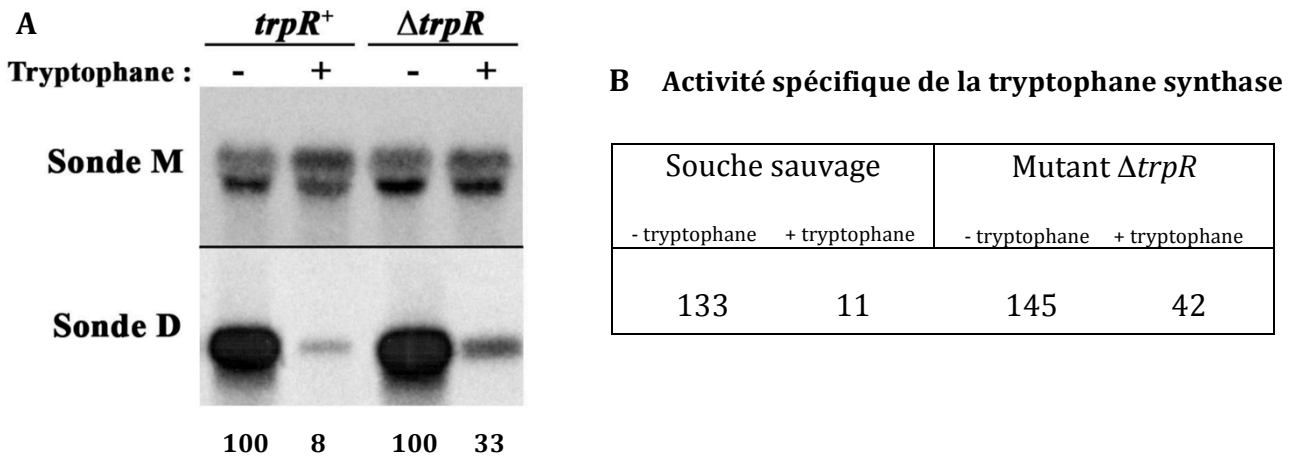 A
trpR+ ΔtrpR
Tryptophane : - + - +
Sonde M
Sonde D
100 8 100 33
B Activité spécifique de la tryptophane synthase
Souche sauvage Mutant ΔtrpR
- tryptophane + tryptophane - tryptophane + tryptophane
133 11 145 42